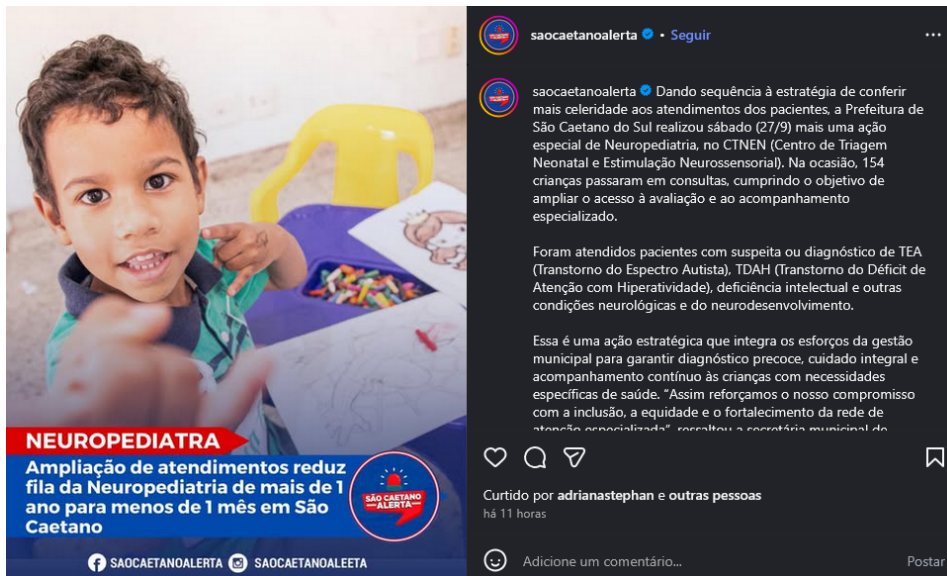 NEUROPEDIATRA
Ampliação de atendimentos reduz
fila da Neuropediatria de mais de 1
ano para menos de 1 mês em São
Caetano
SÃO CAETANO
ALERTA
SAOCAETANOALERTA SAOCAETANOALEETA
saocaetanoalerta • Seguir
saocaetanoalerta Dando sequência à estratégia de conferir
mais celeridade aos atendimentos dos pacientes, a Prefeitura de
São Caetano do Sul realizou sábado (27/9) mais uma ação
especial de Neuropediatria, no CTNEN (Centro de Triagem
Neonatal e Estimulação Neurossensorial). Na ocasião, 154
crianças passaram em consultas, cumprindo o objetivo de
ampliar o acesso à avaliação e ao acompanhamento
especializado.
Foram atendidos pacientes com suspeita ou diagnóstico de TEA
(Transtorno do Espectro Autista), TDAH (Transtorno do Déficit de
Atenção com Hiperatividade), deficiência intelectual e outras
condições neurológicas e do neurodesenvolvimento.
Essa é uma ação estratégica que integra os esforços da gestão
municipal para garantir diagnóstico precoce, cuidado integral e
acompanhamento contínuo às crianças com necessidades
específicas de saúde. “Assim reforçamos o nosso compromisso
com a inclusão, a equidade e o fortalecimento da rede de
atenção especializada”, ressaltou a secretária municipal de
Curtido por adrianastephan e outras pessoas
há 11 horas
Adicione um comentário... Postar